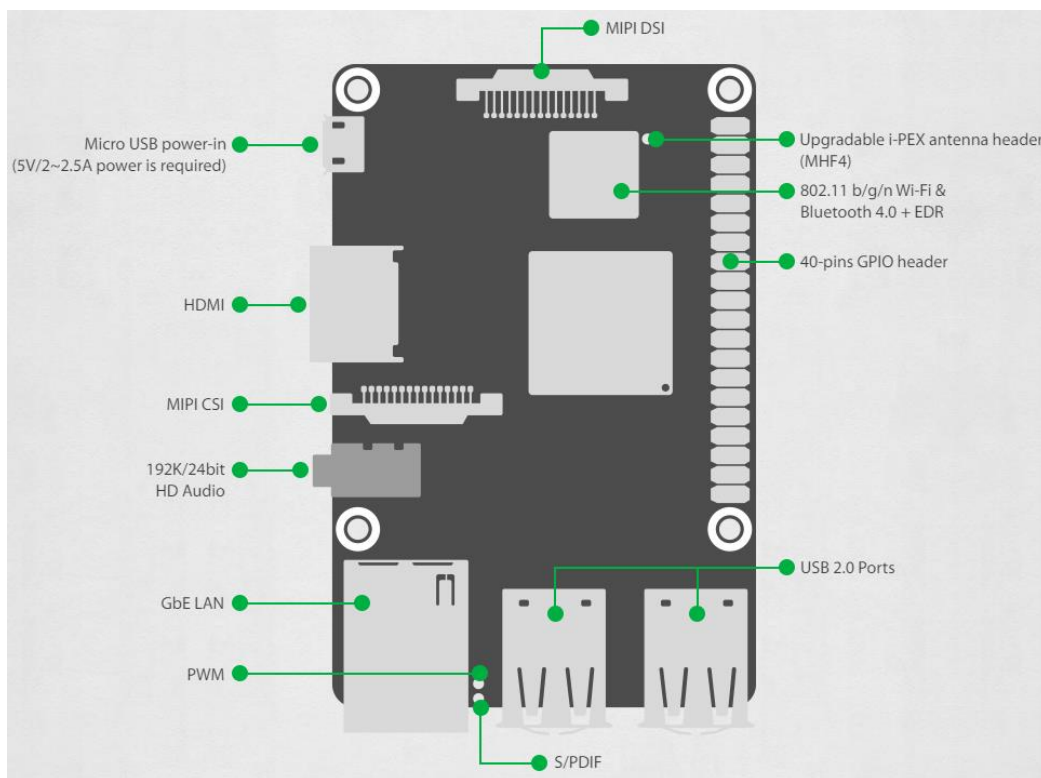 MIPI DSI
Micro USB power-in
(5V/2~2.5A power is required)
Upgradable i-PEX antenna header
(MHF4)
802.11 b/g/n Wi-Fi &
Bluetooth 4.0 + EDR
40-pins GPIO header
HDMI
MIPI CSI
192K/24bit
HD Audio
USB 2.0 Ports
GbE LAN
PWM
S/PDIF